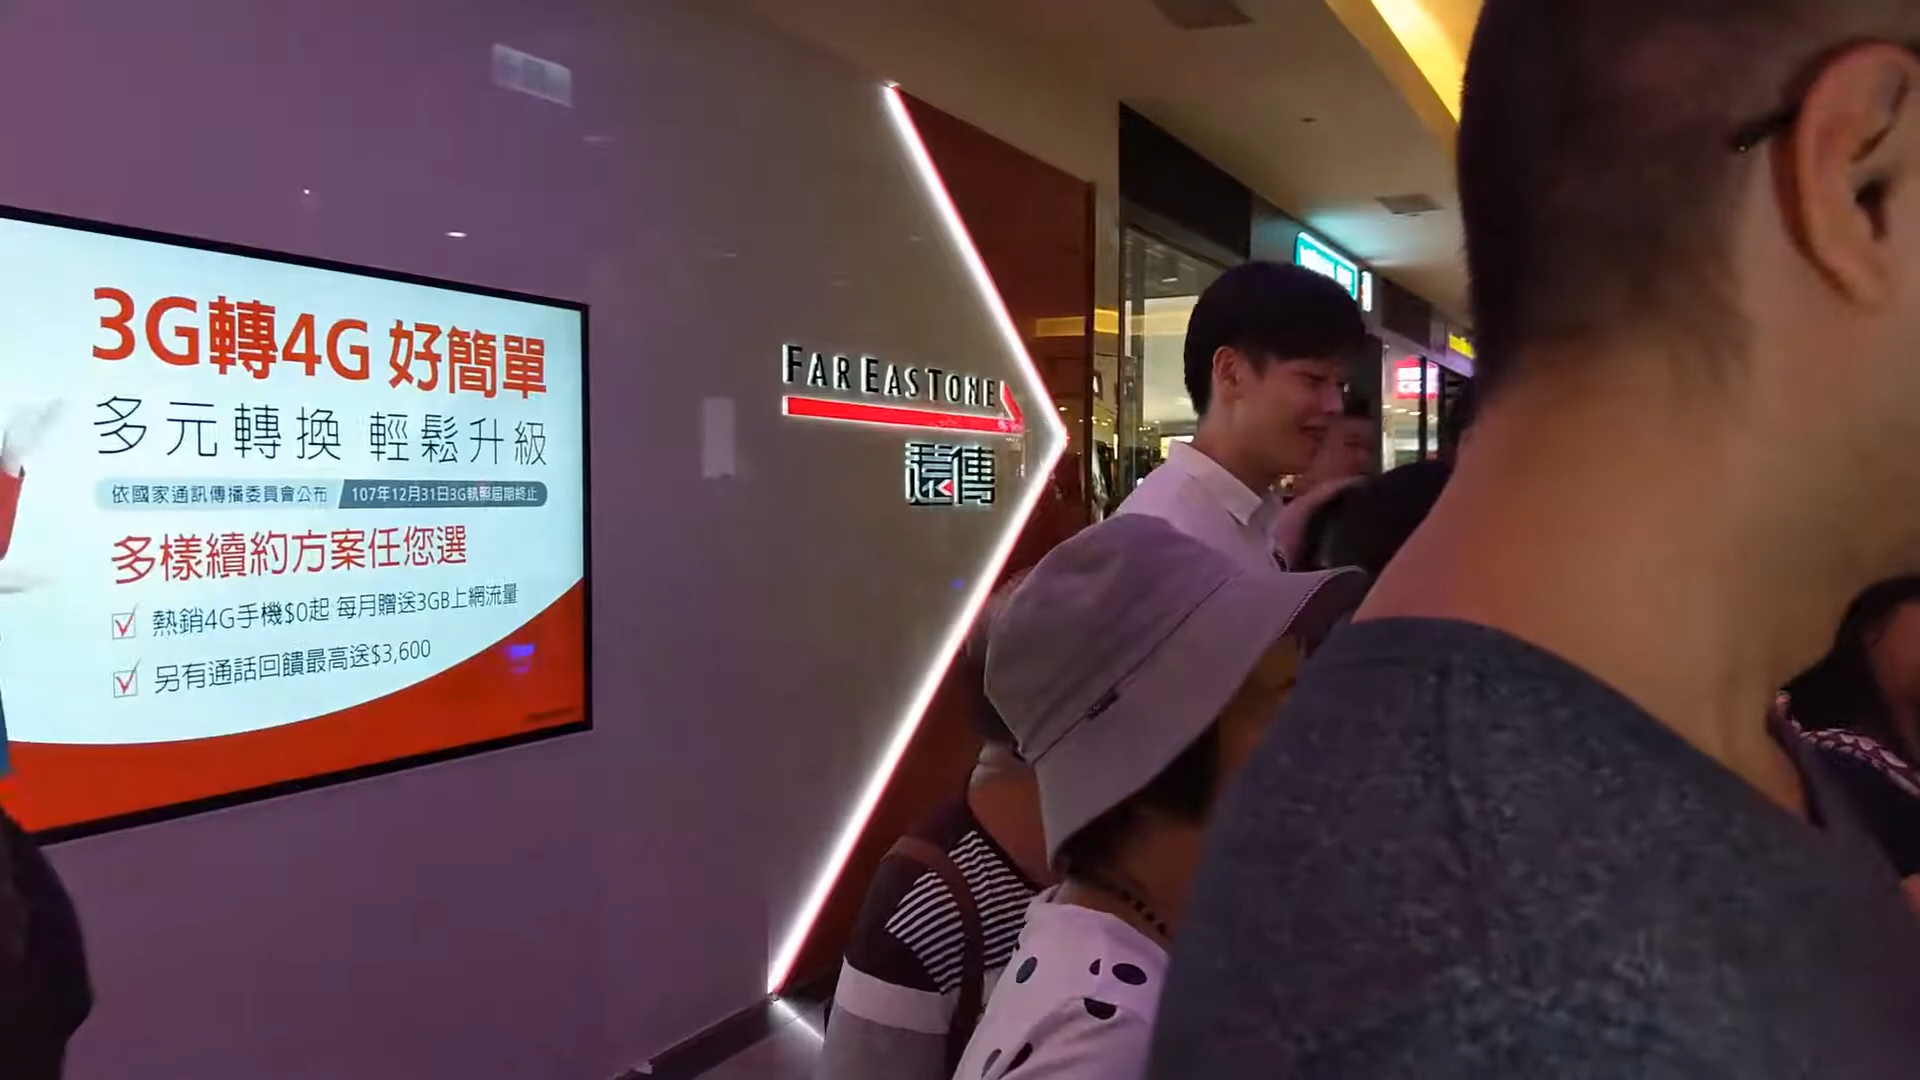 3G轉4G 好簡單
多元轉換 輕鬆升級
依國家通訊傳播委員會公布 107年12月31日3G執照屆期終止
多樣續約方案任您選
熱銷4G手機$0起 每月贈送3GB上網流量
另有通話回饋最高送$3,600
FAREASTONE
遠傳